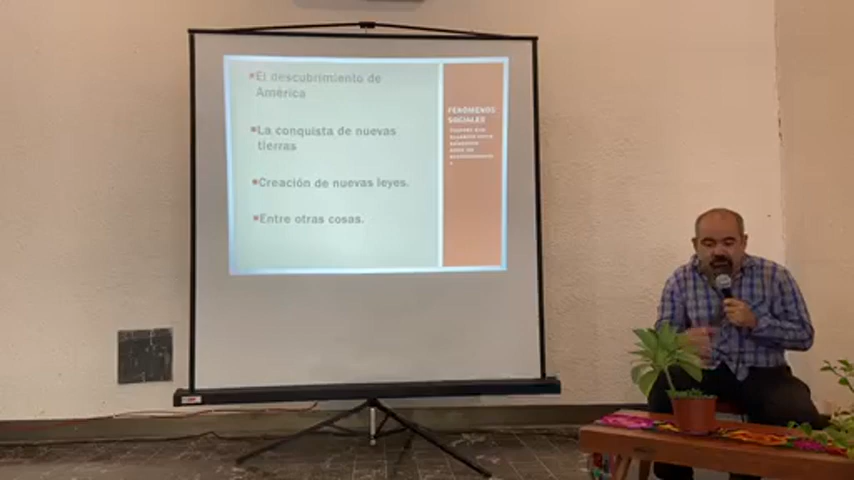 El descubrimiento de
América
La conquista de nuevas
tierras
Creación de nuevas leyes.
Entre otras cosas.
FENÓMENOS
SOCIALES